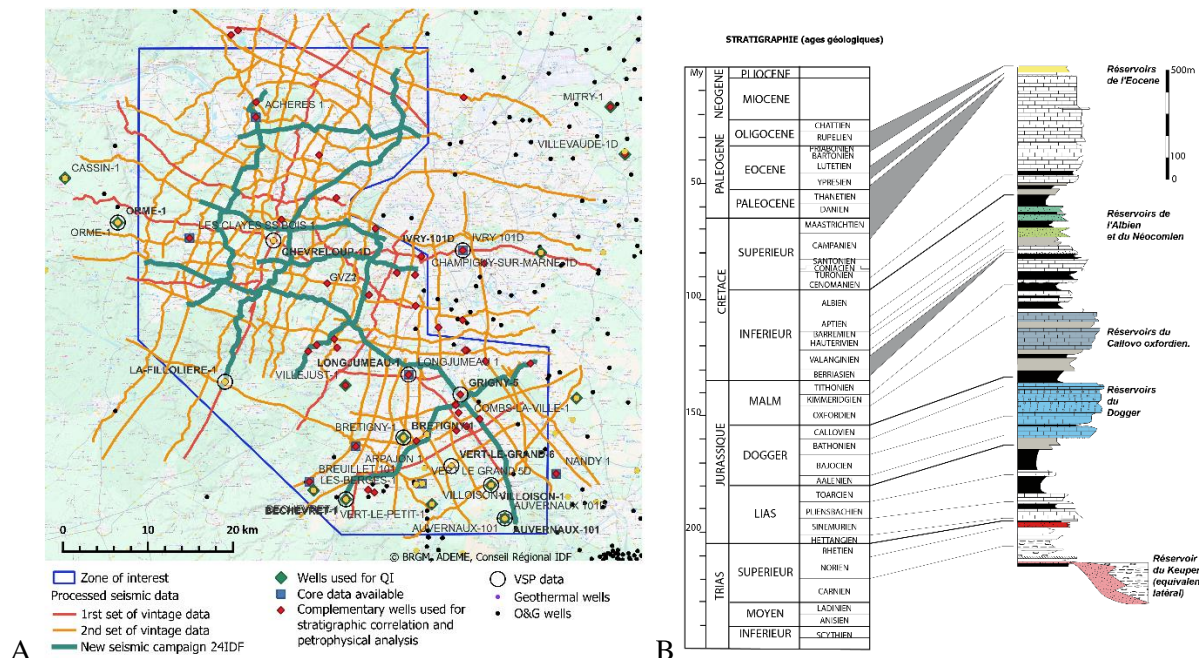 MITRY-1
ACHERES 1
VILLEVAUDE-1D
CASSIN-1
ORME-1
ORME-1
LES CLAYES SS BOIS 1
CHEVRELOUP-1D
IVRY-101D
IVRY 101D
CHAMPIGNY-SUR-MARNE-1D
GVZ2
LA-FILLOLIERE-1
LONGJUMEAU-1
LONGJUMEAU 1
VILLEJUST-1
GRIGNY-5
COMBS-LA-VILLE-1
BRETIGNY-1
BRETIGNY
ARPAJON 1
VERT-LE-GRAND-6
BREUILLET 101
VERT LE GRAND 5D
NANDY 1
LES-BERGES-1
VILLOISON
VILLOISON-1
BECHEVRET-1
VERT-LE-PETIT-1
AUVERNAUX 101D
AUVERNAUX-101
AUVERNAUX-101
0 10 20 km
© BRGM, ADEME, Conseil Régional IDF
Zone of interest
Processed seismic data
1rst set of vintage data
2nd set of vintage data
New seismic campaign 24IDF
Wells used for QI
Core data available
Complementary wells used for
stratigraphic correlation and
petrophysical analysis
VSP data
Geothermal wells
O&G wells
A
STRATIGRAPHIE (ages géologiques)
My
50
100
150
200
NEOGENE
PALEOGENE
CRETACE
JURASSIQUE
TRIAS
PLIOCENE
MIOCENE
OLIGOCENE
EOCENE
PALEOCENE
SUPERIEUR
INFERIEUR
MALM
DOGGER
LIAS
SUPERIEUR
MOYEN
INFERIEUR
CHATTIEN
RUPELIEN
PRIABONIEN
BARTONIEN
LUTETIEN
YPRESIEN
THANETIEN
DANIEN
MAASTRICHTIEN
CAMPANIEN
SANTONIEN
CONIACIEN
TURONIEN
CENOMANIEN
ALBIEN
APTIEN
BARREMIEN
HAUTERIVIEN
VALANGINIEN
BERRIASIEN
TITHONIEN
KIMMERIDGIEN
OXFORDIEN
CALLOVIEN
BATHONIEN
BAJOCIEN
AALENIEN
TOARCIEN
PLIENSBACHIEN
SINEMURIEN
HETTANGIEN
RHETIEN
NORIEN
CARNIEN
LADINIEN
ANISIEN
SCYTHIEN
Réservoirs
de l'Eocene
500m
100
0
Réservoirs de
l'Albien
et du Néocomien
Réservoirs du
Callovo oxfordien.
Réservoirs
du
Dogger
Réservoir
du Keuper
(equivalent
latéral)
B